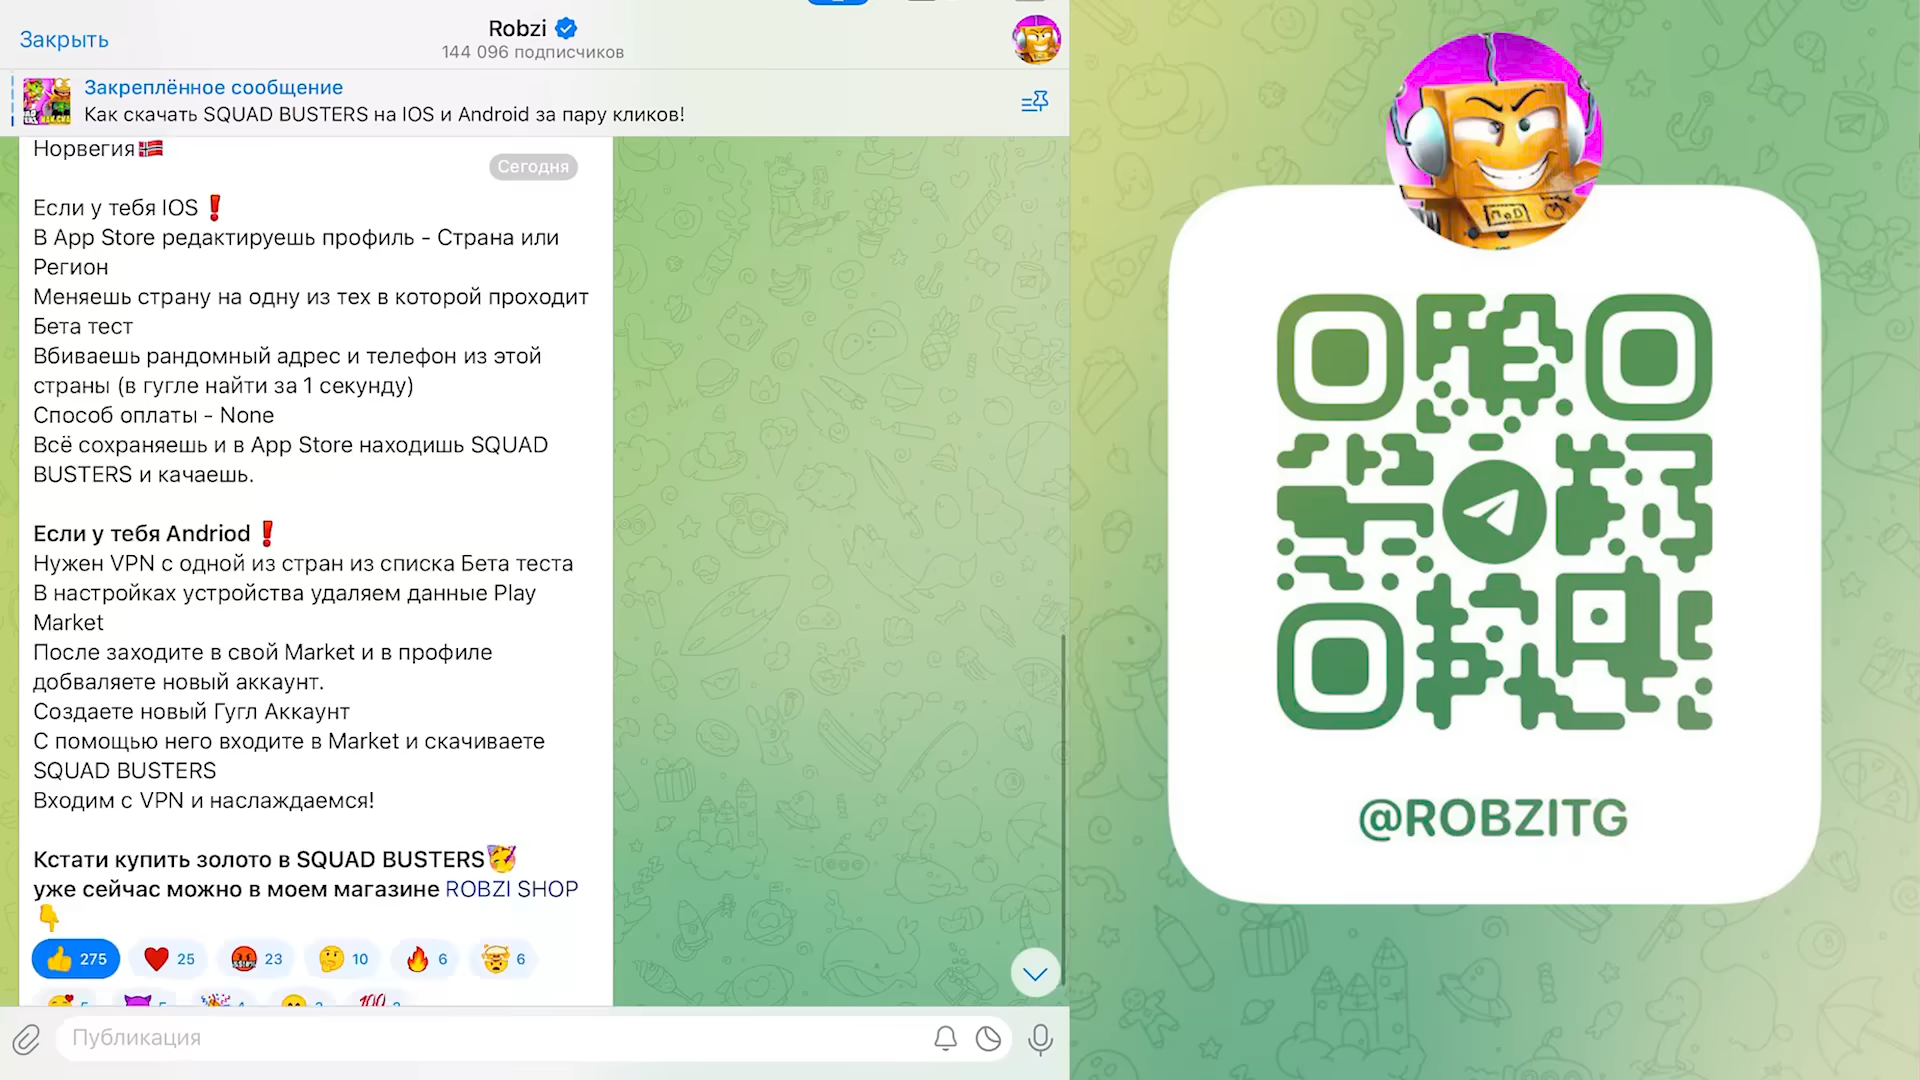 Закрыть
Robzi
144 096 подписчиков
Закреплённое сообщение
Как скачать SQUAD BUSTERS на IOS и Android за пару кликов!
Норвегия🇳🇴
Сегодня
Если у тебя IOS ❗
В App Store редактируешь профиль - Страна или
Регион
Меняешь страну на одну из тех в которой проходит
Бета тест
Вбиваешь рандомный адрес и телефон из этой
страны (в гугле найти за 1 секунду)
Способ оплаты - None
Всё сохраняешь и в App Store находишь SQUAD
BUSTERS и качаешь.
Если у тебя Andriod ❗
Нужен VPN с одной из стран из списка Бета теста
В настройках устройства удаляем данные Play
Market
После заходите в свой Market и в профиле
добваляете новый аккаунт.
Создаете новый Гугл Аккаунт
С помощью него входите в Market и скачиваете
SQUAD BUSTERS
Входим с VPN и наслаждаемся!
Кстати купить золото в SQUAD BUSTERS🥳
уже сейчас можно в моем магазине ROBZI SHOP
👇
👍 275 ❤️ 25 🤬 23 🤔 10 🔥 6 🤯 6
Публикация
@ROBZITG